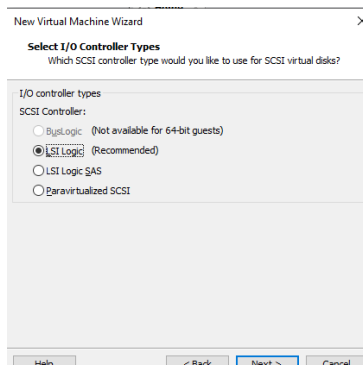 New Virtual Machine Wizard
Select I/O Controller Types
Which SCSI controller type would you like to use for SCSI virtual disks?
I/O controller types
SCSI Controller:
BusLogic (Not available for 64-bit guests)
LSI Logic (Recommended)
LSI Logic SAS
Paravirtualized SCSI
Help < Back Next > Cancel